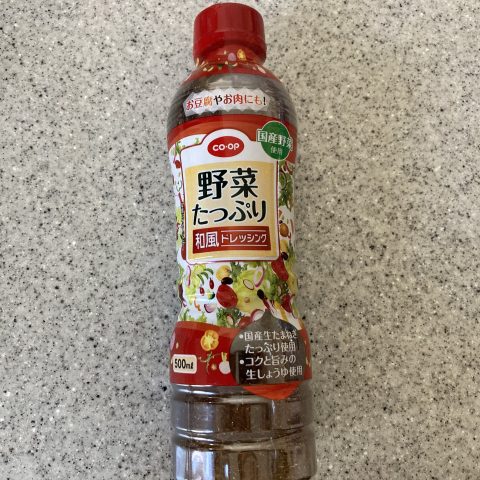 お豆腐やお肉にも!
国産野菜
使用
CO·OP
野菜
たっぷり
和風ドレッシング
・国産生たまねぎ
たっぷり使用
・コクと旨みの
生しょうゆ使用
500ml